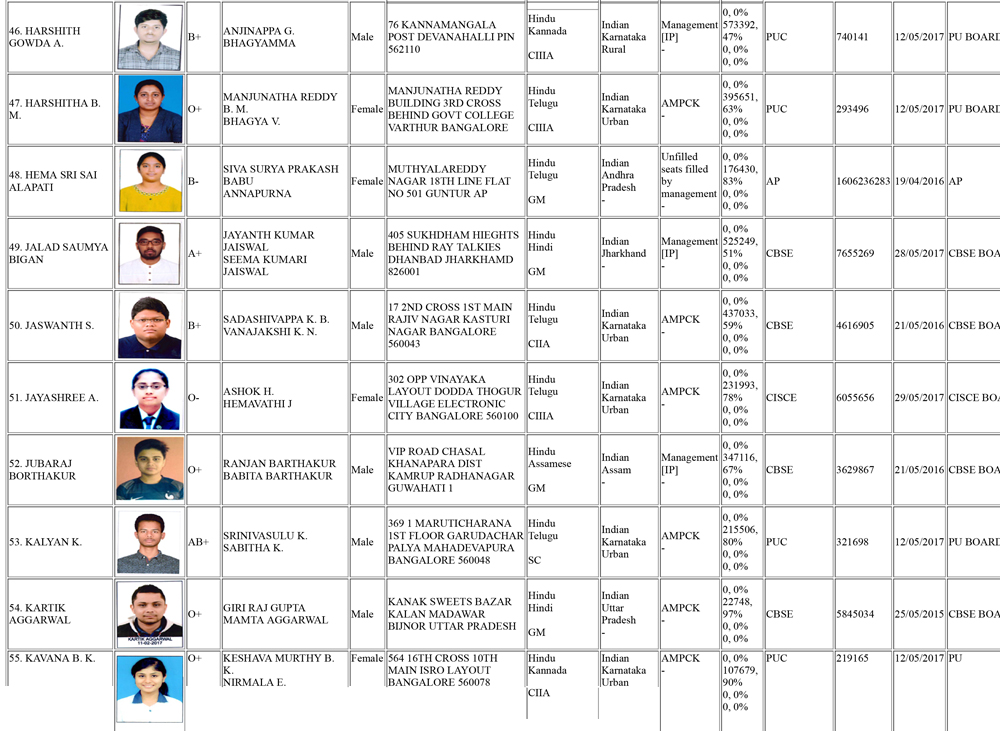 46. HARSHITH
GOWDA A.
B+
ANJINAPPA G.
BHAGYAMMA
Male
76 KANNAMANGALA
POST DEVANAHALLI PIN
562110
Hindu
Kannada
CIIIA
Indian
Karnataka
Rural
Management
[IP]
-
0, 0%
573392,
47%
0, 0%
0, 0%
PUC
740141
12/05/2017
PU BOARD
47. HARSHITHA B.
M.
O+
MANJUNATHA REDDY
B. M.
BHAGYA V.
Female
MANJUNATHA REDDY
BUILDING 3RD CROSS
BEHIND GOVT COLLEGE
VARTHUR BANGALORE
Hindu
Telugu
CIIIA
Indian
Karnataka
Urban
AMPCK
-
0, 0%
395651,
63%
0, 0%
0, 0%
PUC
293496
12/05/2017
PU BOARD
48. HEMA SRI SAI
ALAPATI
B-
SIVA SURYA PRAKASH
BABU
ANNAPURNA
Female
MUTHYALAREDDY
NAGAR 18TH LINE FLAT
NO 501 GUNTUR AP
Hindu
Telugu
GM
Indian
Andhra
Pradesh
-
Unfilled
seats filled
by
management
-
0, 0%
176430,
83%
0, 0%
0, 0%
AP
1606236283
19/04/2016
AP
49. JALAD SAUMYA
BIGAN
A+
JAYANTH KUMAR
JAISWAL
SEEMA KUMARI
JAISWAL
Male
405 SUKHDHAM HIEGHTS
BEHIND RAY TALKIES
DHANBAD JHARKHAMD
826001
Hindu
Hindi
GM
Indian
Jharkhand
-
Management
[IP]
-
0, 0%
525249,
51%
0, 0%
0, 0%
CBSE
7655269
28/05/2017
CBSE BOA
50. JASWANTH S.
B+
SADASHIVAPPA K. B.
VANAJAKSHI K. N.
Male
17 2ND CROSS 1ST MAIN
RAJIV NAGAR KASTURI
NAGAR BANGALORE
560043
Hindu
Telugu
CIIA
Indian
Karnataka
Urban
AMPCK
-
0, 0%
437033,
59%
0, 0%
0, 0%
CBSE
4616905
21/05/2016
CBSE BOA
51. JAYASHREE A.
O-
ASHOK H.
HEMAVATHI J
Female
302 OPP VINAYAKA
LAYOUT DODDA THOGUR
VILLAGE ELECTRONIC
CITY BANGALORE 560100
Hindu
Telugu
CIIIA
Indian
Karnataka
Urban
AMPCK
-
0, 0%
231993,
78%
0, 0%
0, 0%
CISCE
6055656
29/05/2017
CISCE BOA
52. JUBARAJ
BORTHAKUR
O+
RANJAN BARTHAKUR
BABITA BARTHAKUR
Male
VIP ROAD CHASAL
KHANAPARA DIST
KAMRUP RADHANAGAR
GUWAHATI 1
Hindu
Assamese
GM
Indian
Assam
-
Management
[IP]
-
0, 0%
347116,
67%
0, 0%
0, 0%
CBSE
3629867
21/05/2016
CBSE BOA
53. KALYAN K.
AB+
SRINIVASULU K.
SABITHA K.
Male
369 1 MARUTICHARANA
1ST FLOOR GARUDACHAR
PALYA MAHADEVAPURA
BANGALORE 560048
Hindu
Telugu
SC
Indian
Karnataka
Urban
AMPCK
-
0, 0%
215506,
80%
0, 0%
0, 0%
PUC
321698
12/05/2017
PU BOARD
54. KARTIK
AGGARWAL
KARTIK AGGARWAL
11-02-2017
O+
GIRI RAJ GUPTA
MAMTA AGGARWAL
Male
KANAK SWEETS BAZAR
KALAN MADAWAR
BIJNOR UTTAR PRADESH
Hindu
Hindi
GM
Indian
Uttar
Pradesh
-
AMPCK
-
0, 0%
22748,
97%
0, 0%
0, 0%
CBSE
5845034
25/05/2015
CBSE BOA
55. KAVANA B. K.
O+
KESHAVA MURTHY B.
K.
NIRMALA E.
Female
564 16TH CROSS 10TH
MAIN ISRO LAYOUT
BANGALORE 560078
Hindu
Kannada
CIIA
Indian
Karnataka
Urban
AMPCK
-
0, 0%
107679,
90%
0, 0%
0, 0%
PUC
219165
12/05/2017
PU